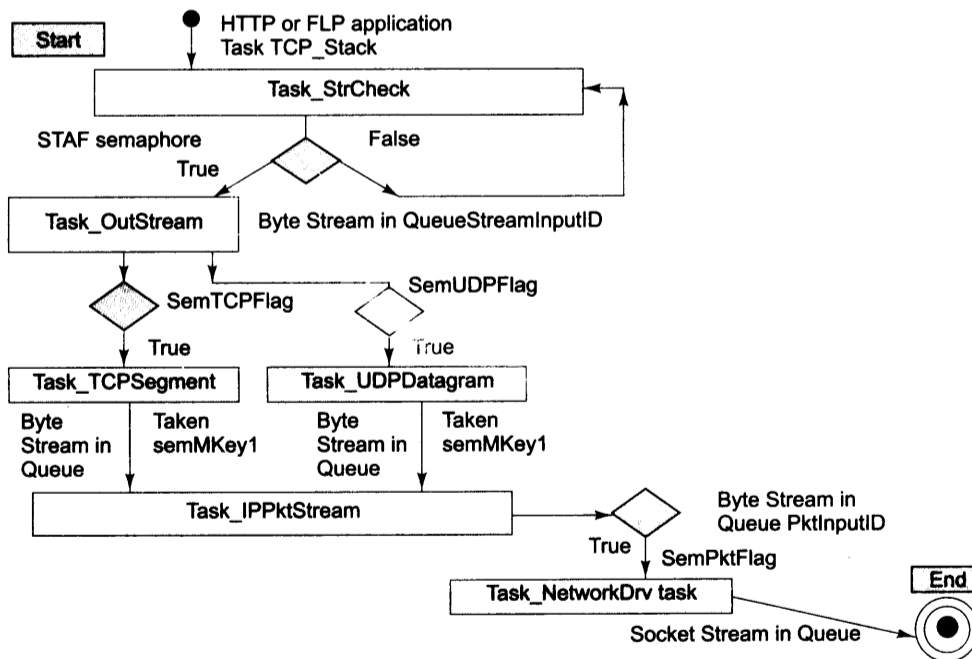 Start
HTTP or FLP application
Task TCP_Stack
Task_StrCheck
STAF semaphore
False
True
Task_OutStream
Byte Stream in QueueStreamInputID
SemTCPFlag
SemUDPFlag
True
True
Task_TCPSegment
Task_UDPDatagram
Byte
Stream in
Queue
Taken
semMKey1
Byte
Stream in
Queue
Taken
semMKey1
Task_IPPktStream
Byte Stream in
Queue PktInputID
True
SemPktFlag
Task_NetworkDrv task
End
Socket Stream in Queue